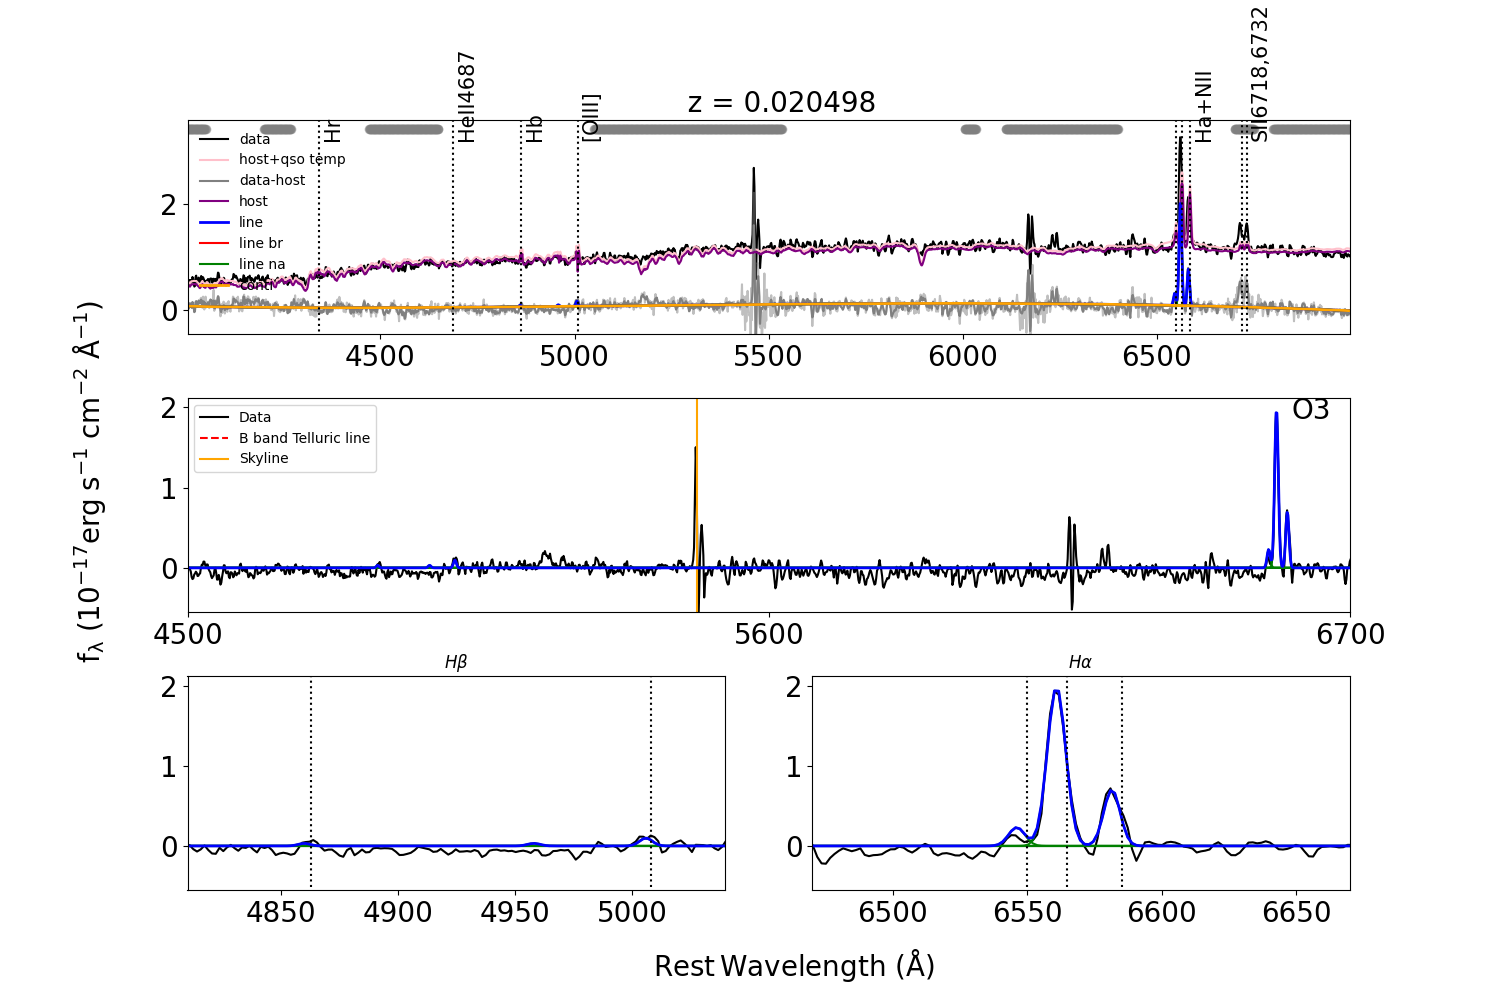 z = 0.020498
Hr
HeII4687
Hb
[OIII]
Ha+NII
SII6718,6732
data
host+qso temp
data-host
host
line
line br
line na
conti
2
0
4500 5000 5500 6000 6500
f_λ (10^−17 erg s^−1 cm^−2 Å^−1)
Data
B band Telluric line
Skyline
O3
2
1
0
4500 5600 6700
Hβ
2
1
0
4850 4900 4950 5000
Hα
2
1
0
6500 6550 6600 6650
Rest Wavelength (Å)